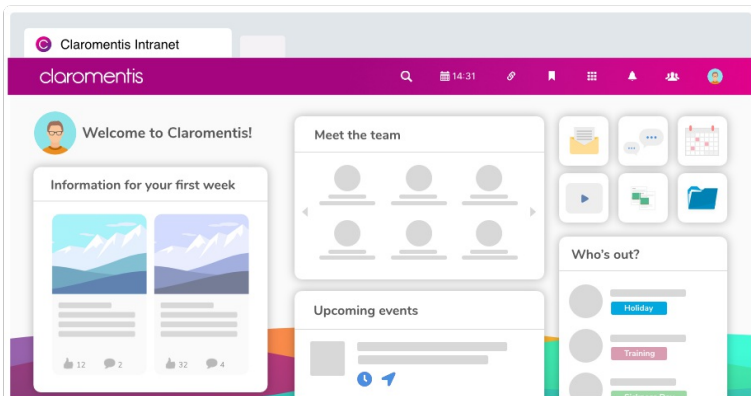 Claromentis Intranet
claromentis
14:31
Welcome to Claromentis!
Information for your first week
12
2
32
4
Meet the team
Upcoming events
Who's out?
Holiday
Training